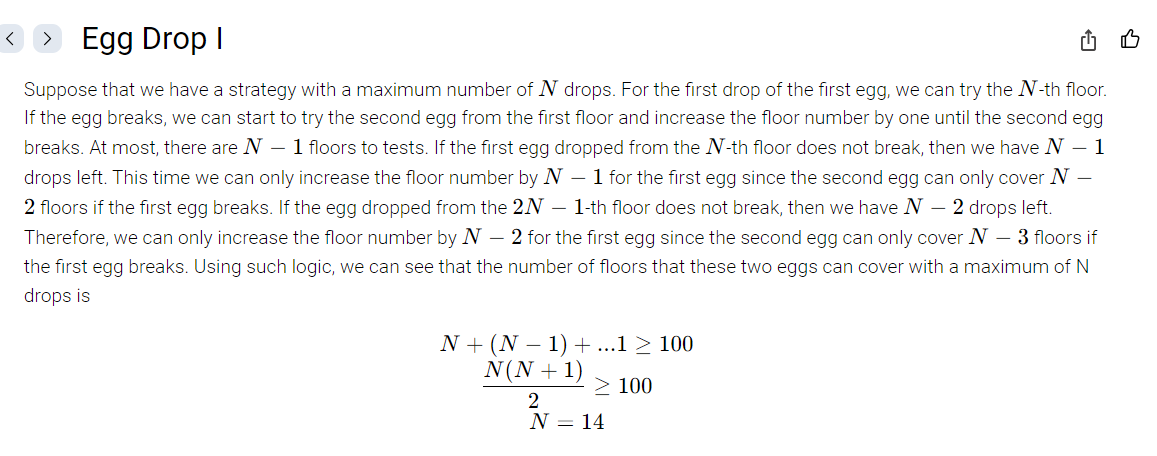 Egg Drop I
Suppose that we have a strategy with a maximum number of N drops. For the first drop of the first egg, we can try the N-th floor.
If the egg breaks, we can start to try the second egg from the first floor and increase the floor number by one until the second egg
breaks. At most, there are N − 1 floors to tests. If the first egg dropped from the N-th floor does not break, then we have N − 1
drops left. This time we can only increase the floor number by N − 1 for the first egg since the second egg can only cover N −
2 floors if the first egg breaks. If the egg dropped from the 2N − 1-th floor does not break, then we have N − 2 drops left.
Therefore, we can only increase the floor number by N − 2 for the first egg since the second egg can only cover N − 3 floors if
the first egg breaks. Using such logic, we can see that the number of floors that these two eggs can cover with a maximum of N
drops is
N + (N − 1) + ...1 ≥ 100
N(N + 1)
2
≥ 100
N = 14